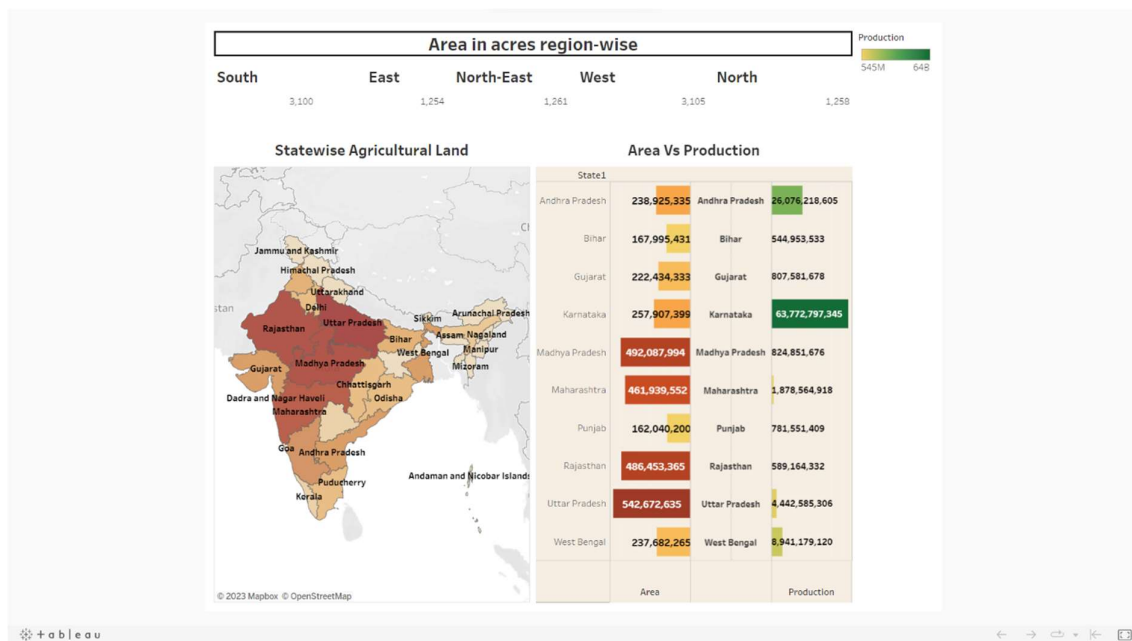 Area in acres region-wise
Production
545M 64B
South East North-East West North
3,100 1,254 1,261 3,105 1,258
Statewise Agricultural Land
Area Vs Production
State1
Andhra Pradesh 238,925,335 Andhra Pradesh 26,076,218,605
Bihar 167,995,431 Bihar 544,953,533
Gujarat 222,434,333 Gujarat 807,581,678
Karnataka 257,907,399 Karnataka 63,772,797,345
Madhya Pradesh 492,087,994 Madhya Pradesh 824,851,676
Maharashtra 461,939,552 Maharashtra 1,878,564,918
Punjab 162,040,200 Punjab 781,551,409
Rajasthan 486,453,365 Rajasthan 589,164,332
Uttar Pradesh 542,672,635 Uttar Pradesh 4,442,585,306
West Bengal 237,682,265 West Bengal 8,941,179,120
Area Production
Jammu and Kashmir
Himachal Pradesh
Uttarakhand
Delhi
stan
Rajasthan
Uttar Pradesh
Sikkim
Arunachal Pradesh
Bihar
Assam Nagaland
West Bengal
Manipur
Gujarat
Madhya Pradesh
Mizoram
Chhattisgarh
Dadra and Nagar Haveli
Odisha
Maharashtra
Goa
Andhra Pradesh
Andaman and Nicobar Islands
Puducherry
Kerala
© 2023 Mapbox © OpenStreetMap
+ a b l e a u